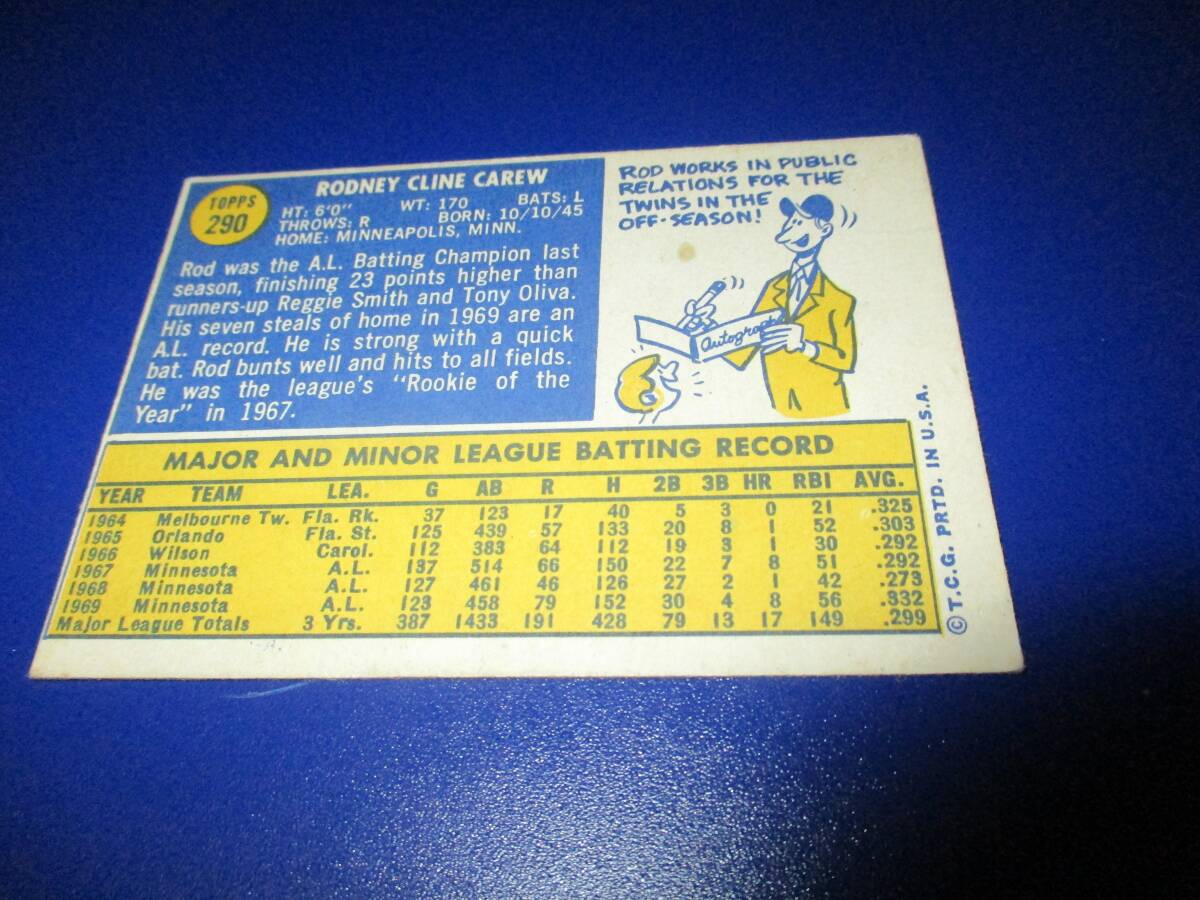 TOPPS
290
RODNEY CLINE CAREW
HT: 6'0" WT: 170 BATS: L
THROWS: R BORN: 10/10/45
HOME: MINNEAPOLIS, MINN.
Rod was the A.L. Batting Champion last
season, finishing 23 points higher than
runners-up Reggie Smith and Tony Oliva.
His seven steals of home in 1969 are an
A.L. record. He is strong with a quick
bat. Rod bunts well and hits to all fields.
He was the league's "Rookie of the
Year" in 1967.
ROD WORKS IN PUBLIC
RELATIONS FOR THE
TWINS IN THE
OFF-SEASON!
Autographs
MAJOR AND MINOR LEAGUE BATTING RECORD
YEAR TEAM LEA. G AB R H 2B 3B HR RBI AVG.
1964 Melbourne Tw. Fla. Rk. 37 123 17 40 5 3 0 21 .325
1965 Orlando Fla. St. 125 439 57 133 20 8 1 52 .303
1966 Wilson Carol. 112 383 64 112 19 3 1 30 .292
1967 Minnesota A.L. 137 514 66 150 22 7 8 51 .292
1968 Minnesota A.L. 127 461 46 126 27 2 1 42 .273
1969 Minnesota A.L. 123 458 79 152 30 4 8 56 .332
Major League Totals 3 Yrs. 387 1433 191 428 79 13 17 149 .299
© T.C.G. PRTD. IN U.S.A.